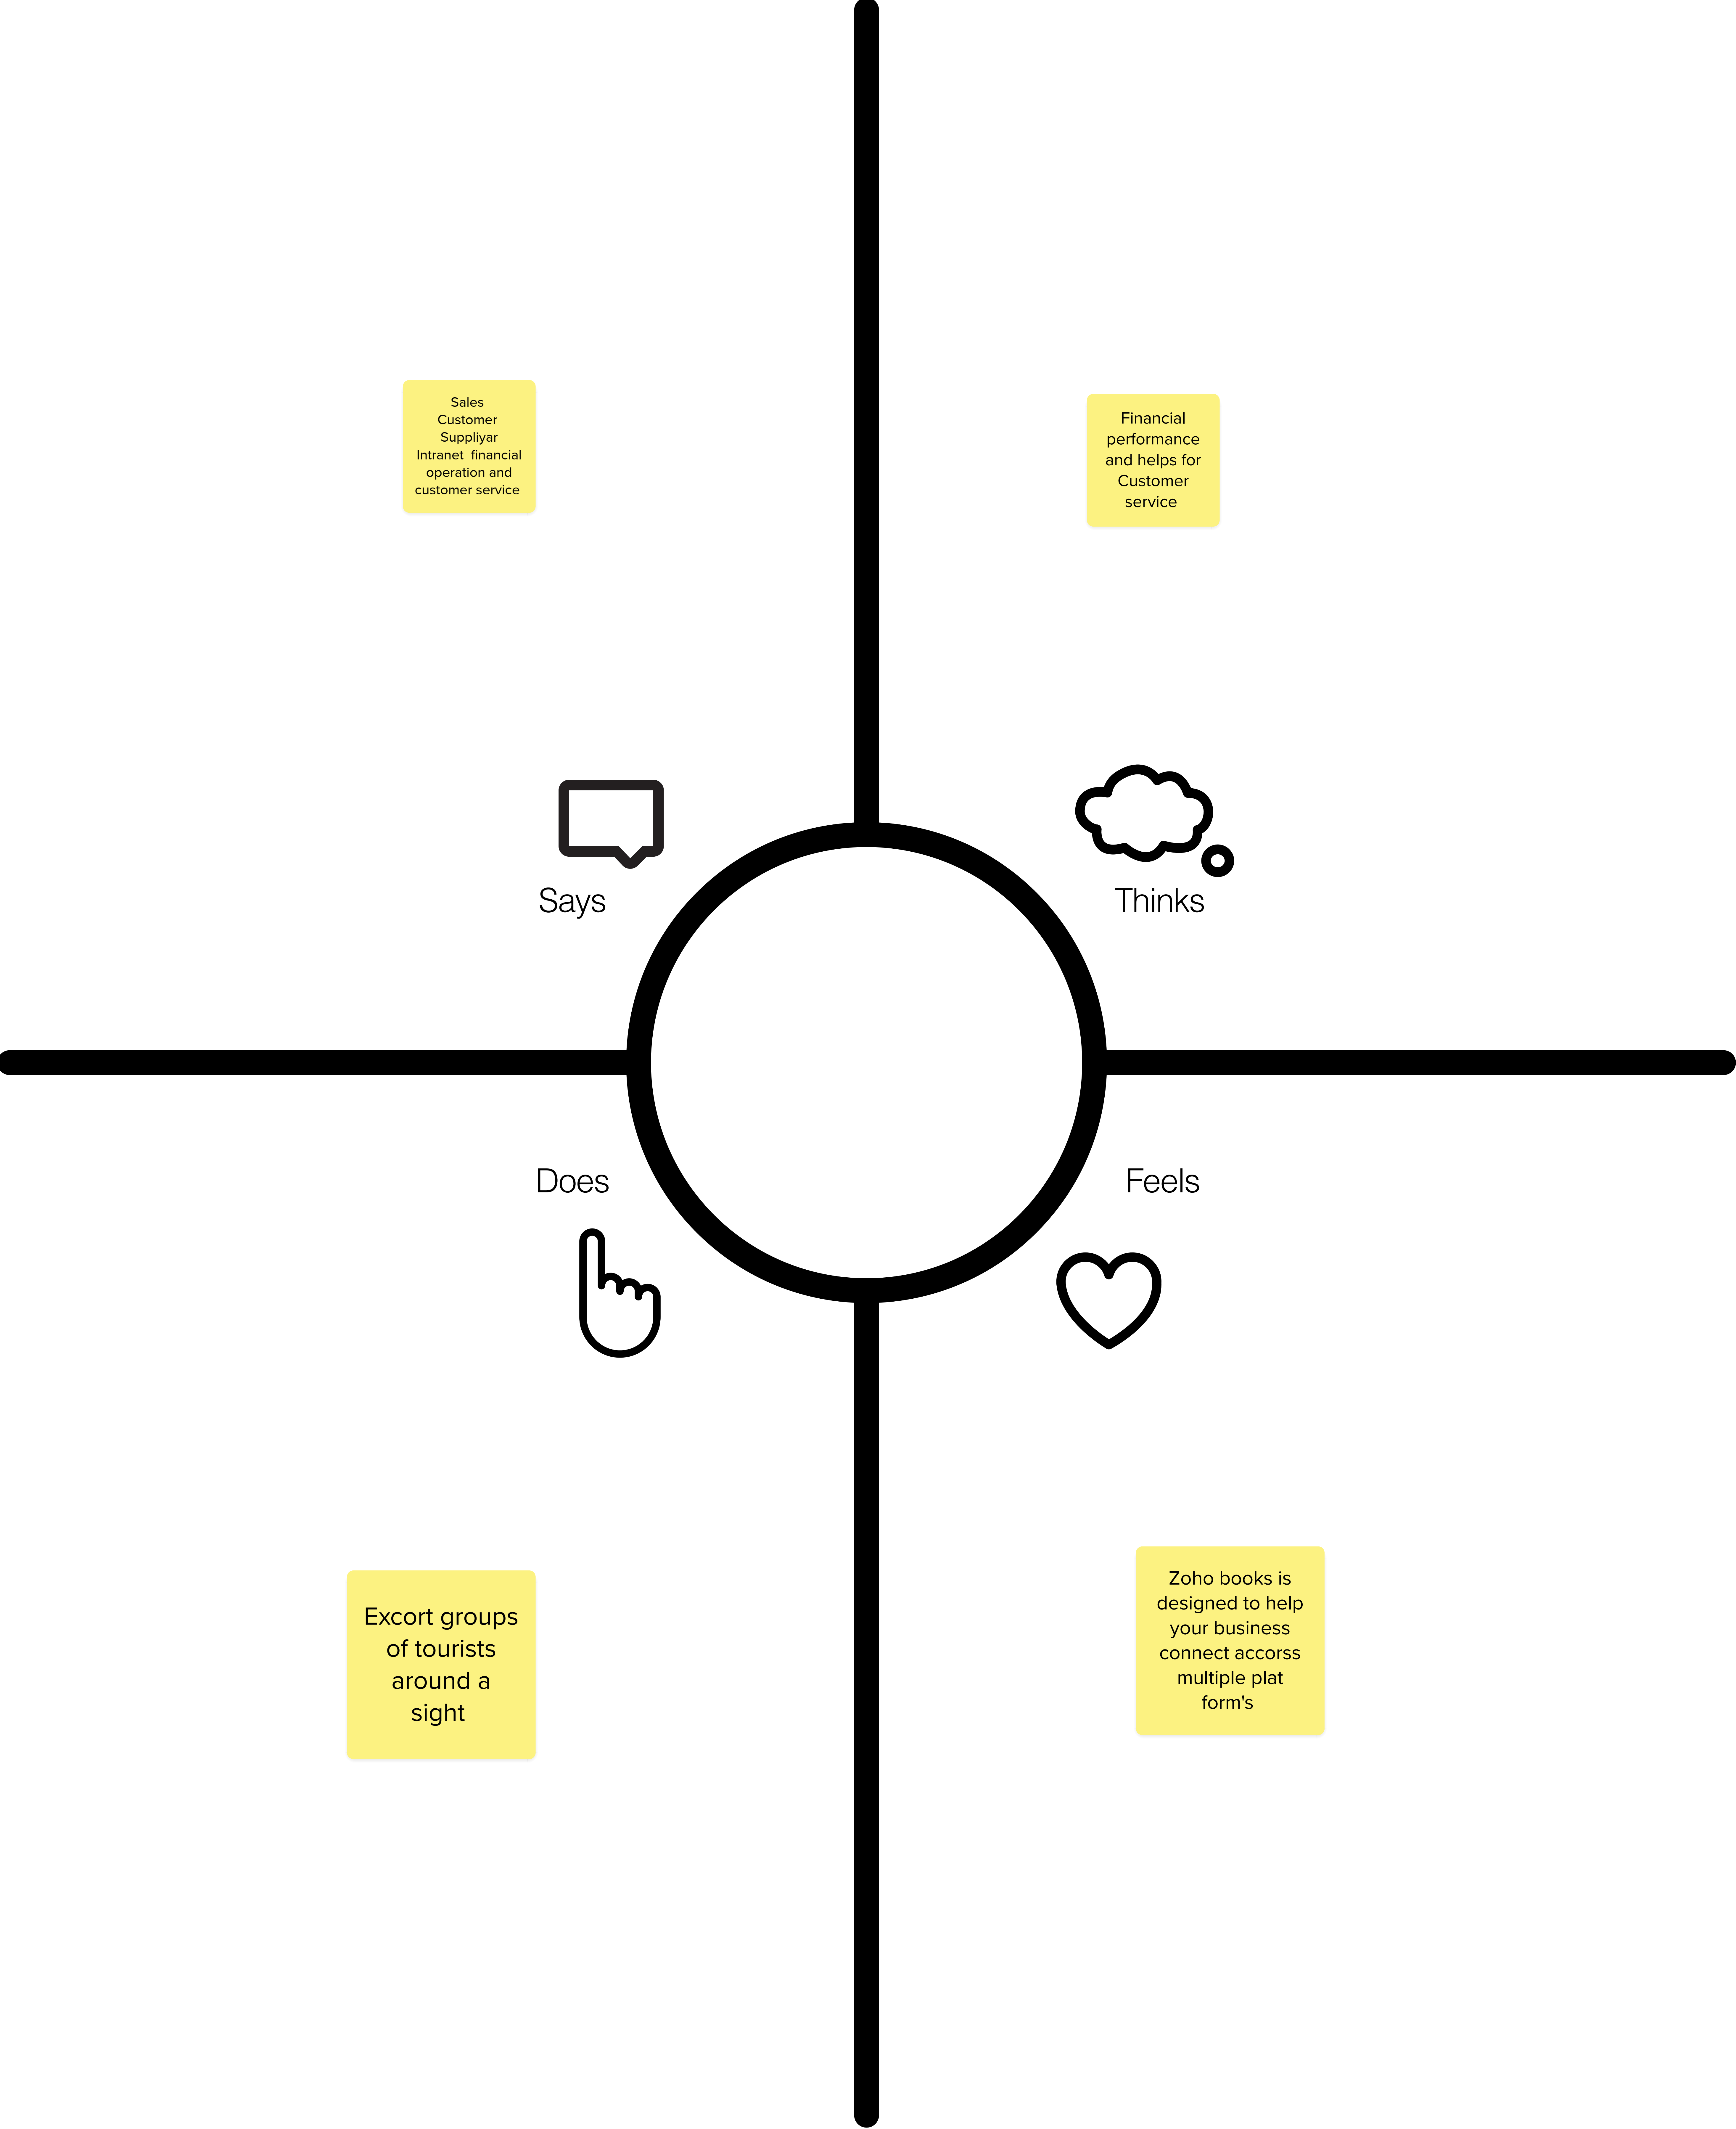 Sales
Customer
Suppliyar
Intranet  financial
operation and
customer service
Financial
performance
and helps for
Customer
service
Says
Thinks
Does
Feels
Excort groups
of tourists
around a
sight
Zoho books is
designed to help
your business
connect accorss
multiple plat
form's